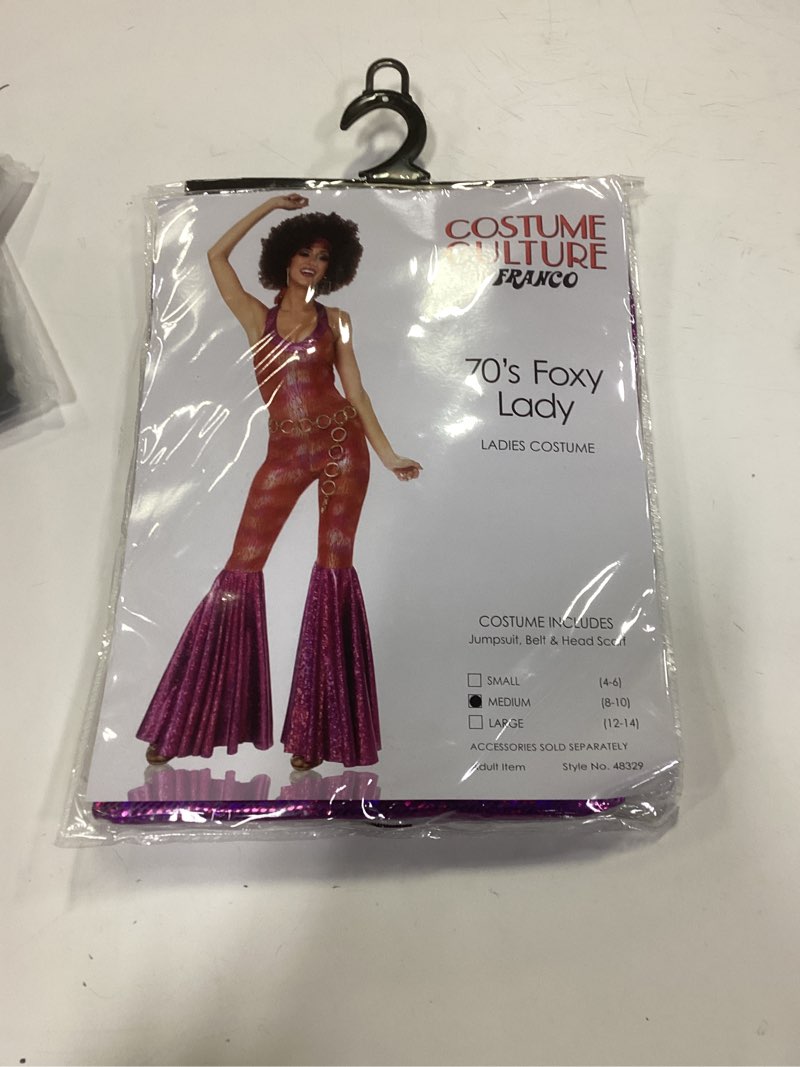 COSTUME
CULTURE
FRANCO
70's Foxy
Lady
LADIES COSTUME
COSTUME INCLUDES
Jumpsuit, Belt & Head Scarf
SMALL (4-6)
MEDIUM (8-10)
LARGE (12-14)
ACCESSORIES SOLD SEPARATELY
Adult Item Style No. 48329